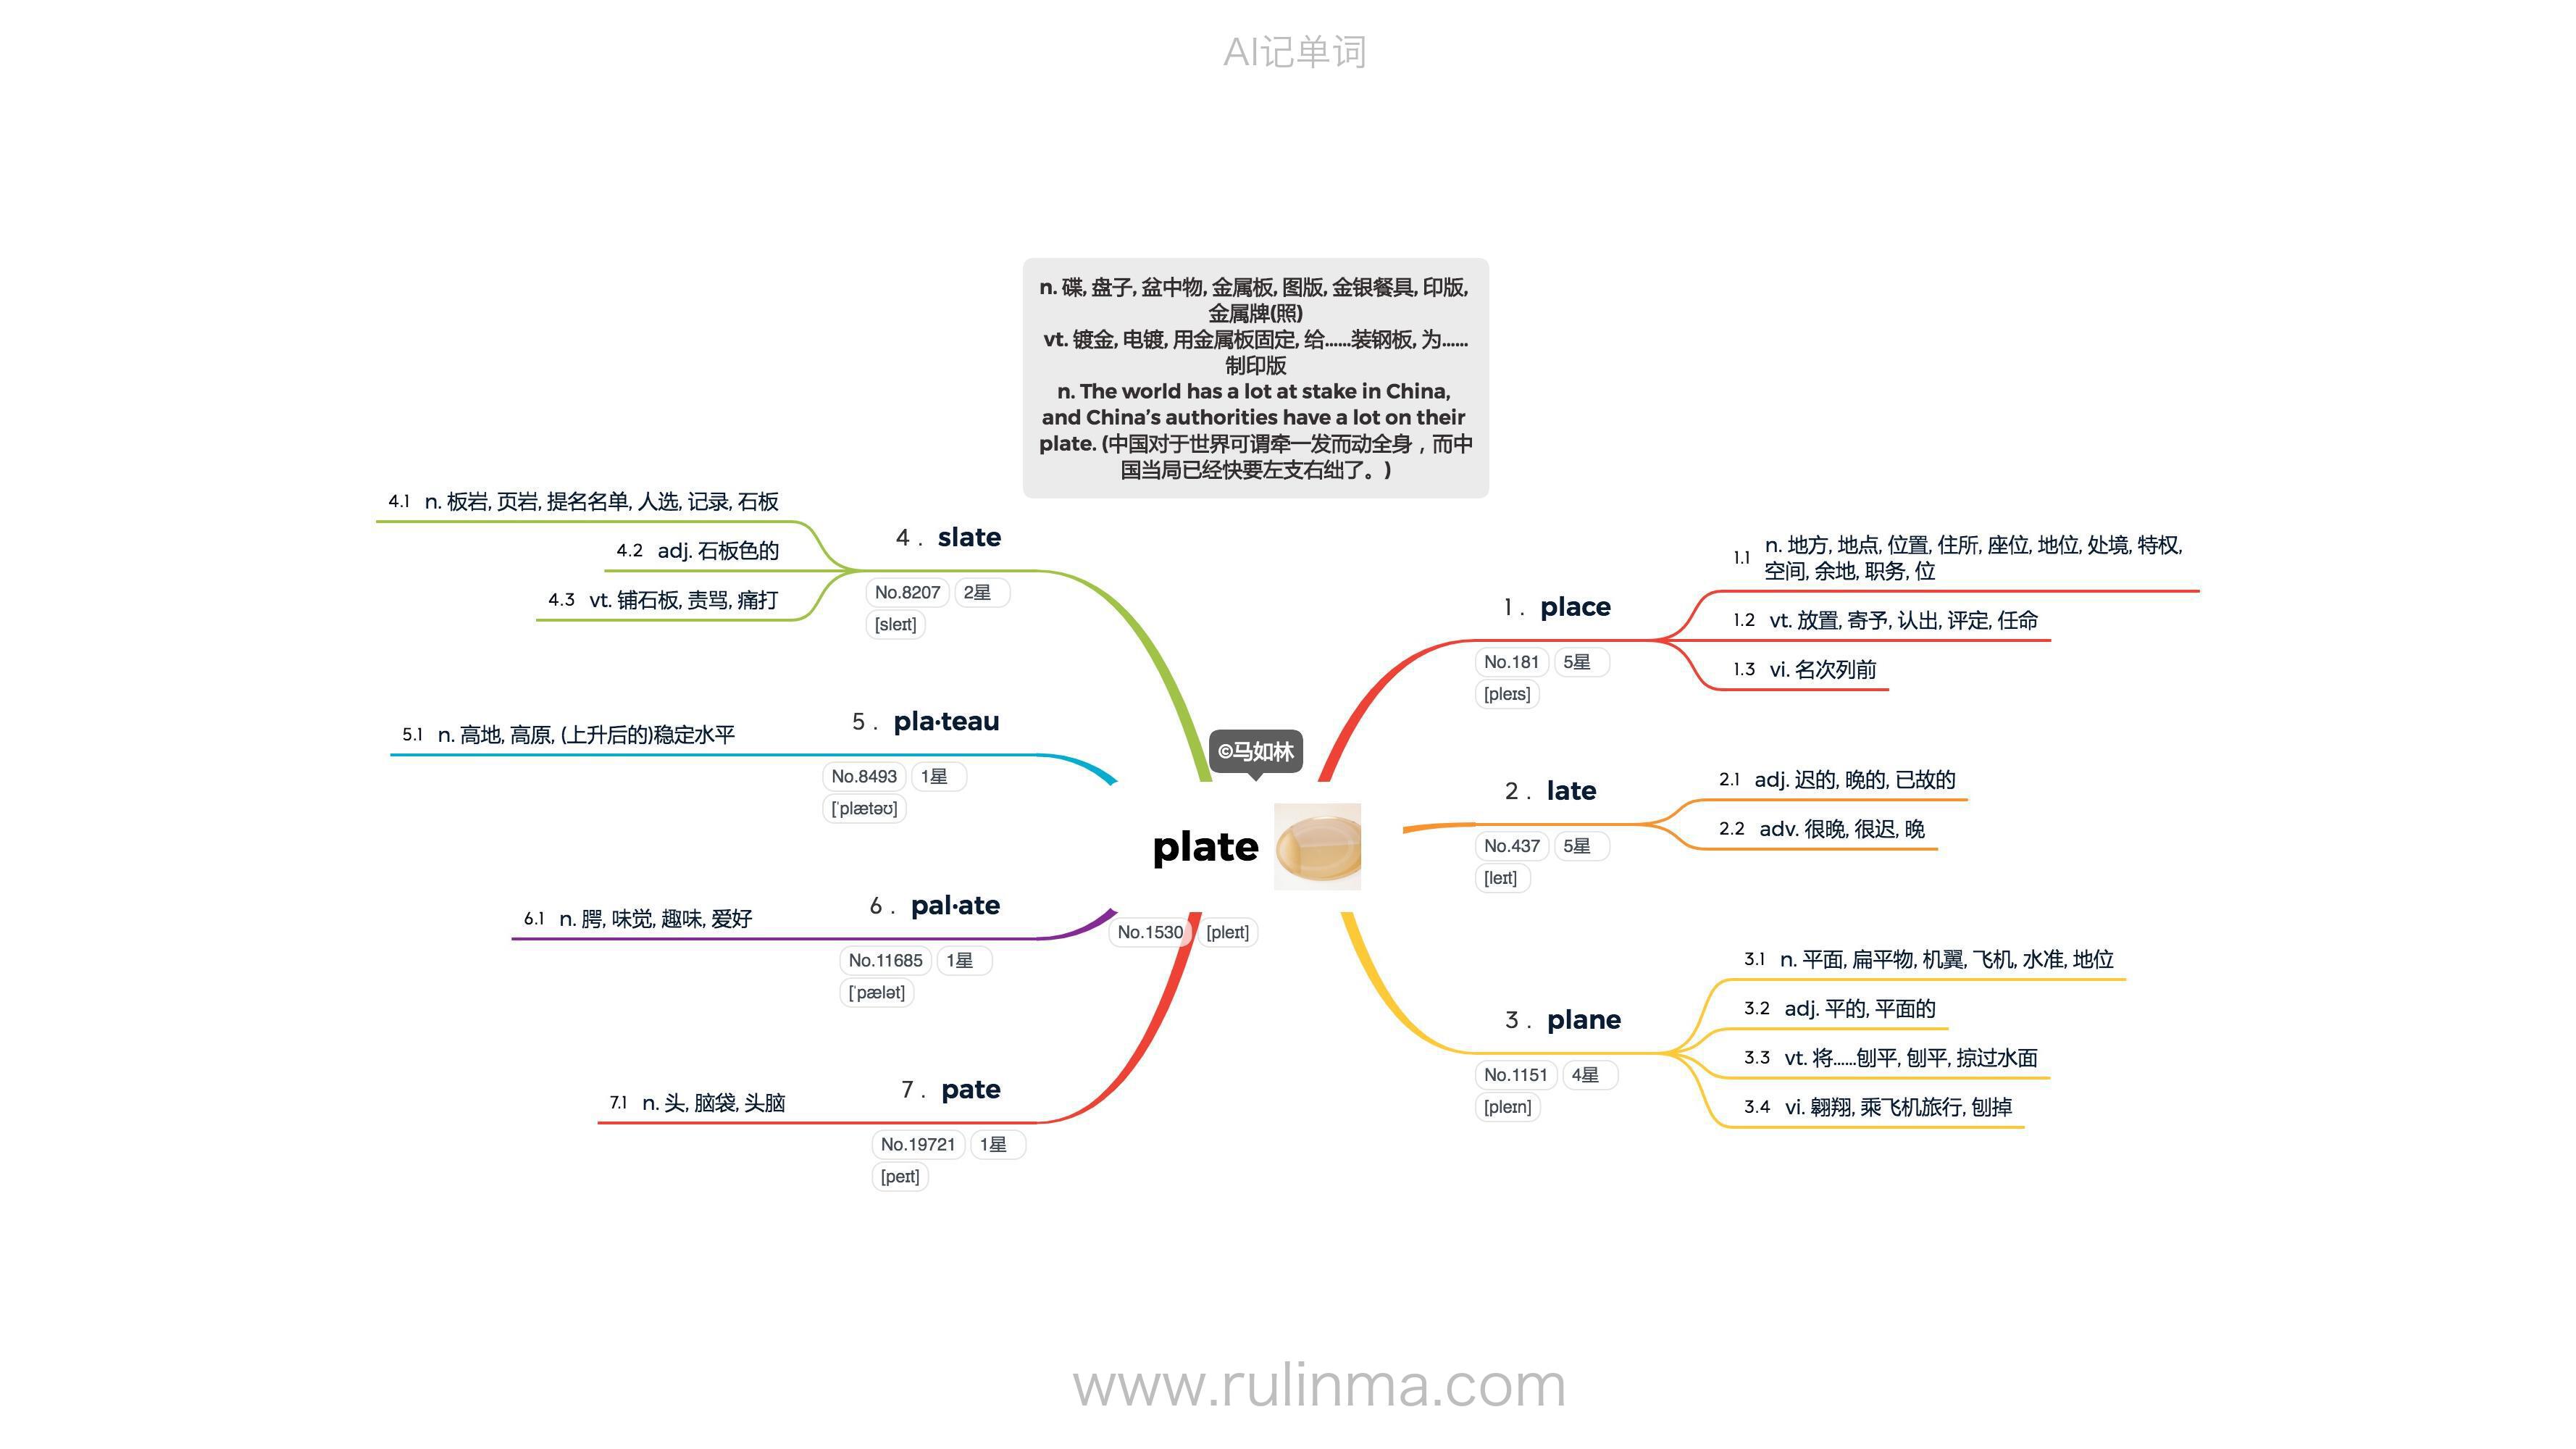 AI记单词
n. 碟, 盘子, 盆中物, 金属板, 图版, 金银餐具, 印版,
金属牌(照)
vt. 镀金, 电镀, 用金属板固定, 给......装钢板, 为......
制印版
n. The world has a lot at stake in China,
and China’s authorities have a lot on their
plate. (中国对于世界可谓牵一发而动全身，而中
国当局已经快要左支右绌了。)
©马如林
plate
No.1530 [pleɪt]
1. place
No.181 5星
[pleɪs]
1.1 n. 地方, 地点, 位置, 住所, 座位, 地位, 处境, 特权,
空间, 余地, 职务, 位
1.2 vt. 放置, 寄予, 认出, 评定, 任命
1.3 vi. 名次列前
2. late
No.437 5星
[leɪt]
2.1 adj. 迟的, 晚的, 已故的
2.2 adv. 很晚, 很迟, 晚
3. plane
No.1151 4星
[pleɪn]
3.1 n. 平面, 扁平物, 机翼, 飞机, 水准, 地位
3.2 adj. 平的, 平面的
3.3 vt. 将......刨平, 刨平, 掠过水面
3.4 vi. 翱翔, 乘飞机旅行, 刨掉
4. slate
No.8207 2星
[sleɪt]
4.1 n. 板岩, 页岩, 提名名单, 人选, 记录, 石板
4.2 adj. 石板色的
4.3 vt. 铺石板, 责骂, 痛打
5. pla·teau
No.8493 1星
[ˈplætəʊ]
5.1 n. 高地, 高原, (上升后的)稳定水平
6. pal·ate
No.11685 1星
[ˈpælət]
6.1 n. 腭, 味觉, 趣味, 爱好
7. pate
No.19721 1星
[peɪt]
7.1 n. 头, 脑袋, 头脑
www.rulinma.com